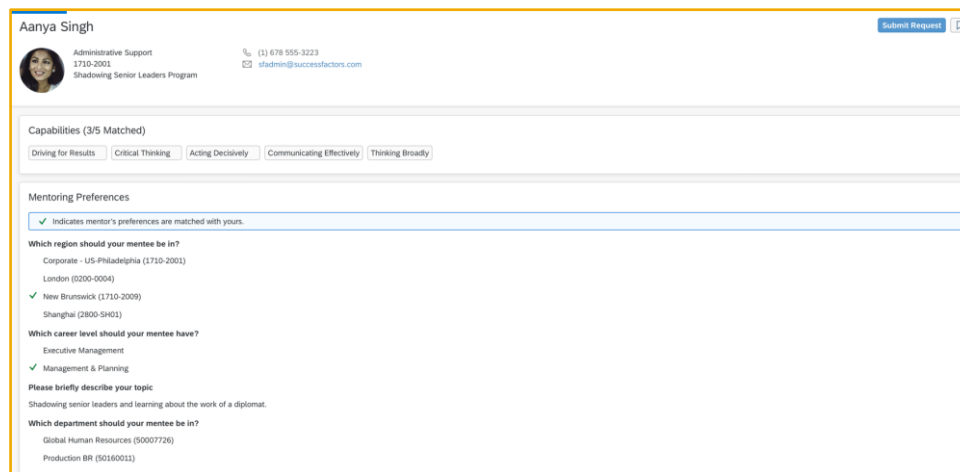 Aanya Singh
Submit Request
Administrative Support
1710-2001
Shadowing Senior Leaders Program
(1) 678 555-3223
sfadmin@successfactors.com
Capabilities (3/5 Matched)
Driving for Results Critical Thinking Acting Decisively Communicating Effectively Thinking Broadly
Mentoring Preferences
Indicates mentor's preferences are matched with yours.
Which region should your mentee be in?
Corporate - US-Philadelphia (1710-2001)
London (0200-0004)
New Brunswick (1710-2009)
Shanghai (2800-SH01)
Which career level should your mentee have?
Executive Management
Management & Planning
Please briefly describe your topic
Shadowing senior leaders and learning about the work of a diplomat.
Which department should your mentee be in?
Global Human Resources (50007726)
Production BR (50160011)